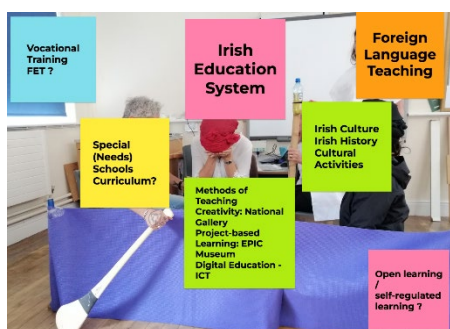 Vocational
Training
FET ?
Irish
Education
System
Foreign
Language
Teaching
Special
(Needs)
Schools
Curriculum?
Irish Culture
Irish History
Cultural
Activities
Methods of
Teaching
Creativity: National
Gallery
Project-based
Learning: EPIC
Museum
Digital Education -
ICT
Open learning
/
self-regulated
learning ?